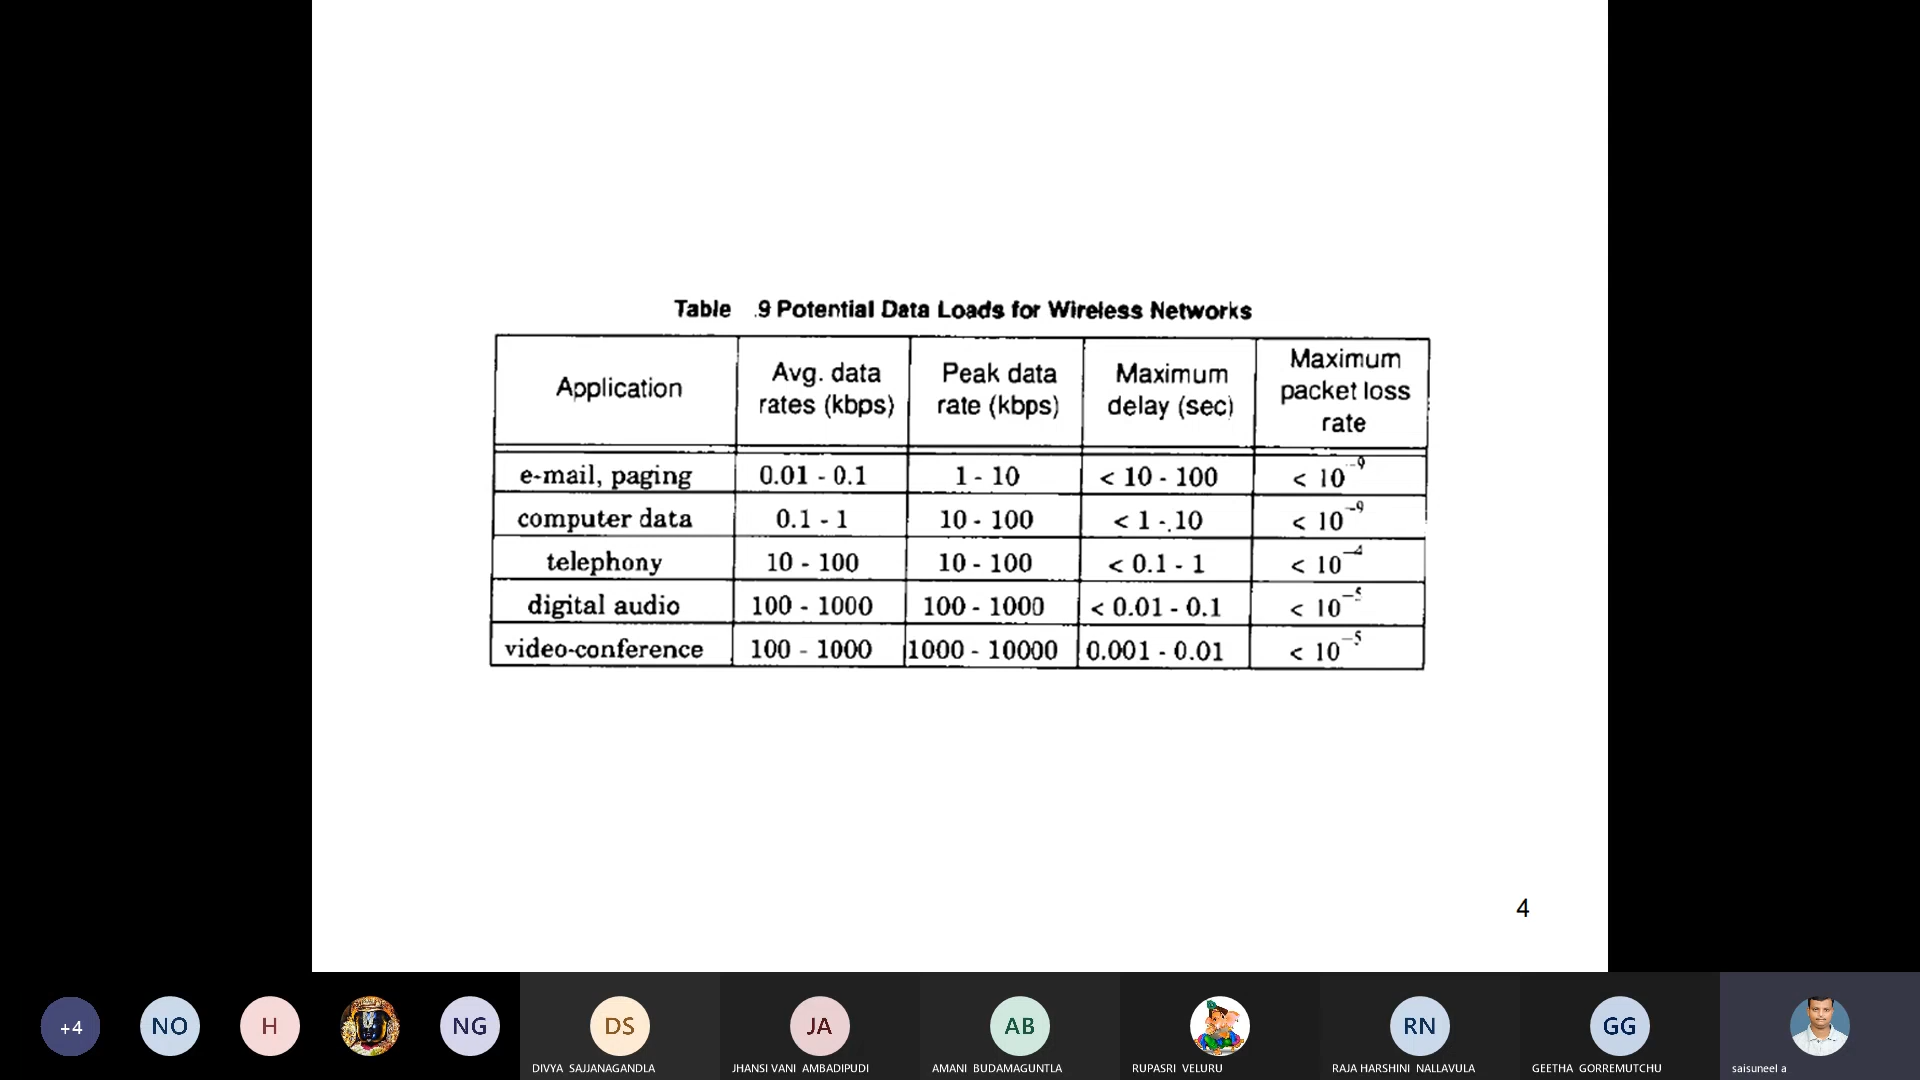 Table .9 Potential Data Loads for Wireless Networks
Application Avg. data rates (kbps) Peak data rate (kbps) Maximum delay (sec) Maximum packet loss rate
e-mail, paging 0.01 - 0.1 1 - 10 < 10 - 100 < 10⁻⁹
computer data 0.1 - 1 10 - 100 < 1 - 10 < 10⁻⁹
telephony 10 - 100 10 - 100 < 0.1 - 1 < 10⁻⁴
digital audio 100 - 1000 100 - 1000 < 0.01 - 0.1 < 10⁻⁵
video-conference 100 - 1000 1000 - 10000 0.001 - 0.01 < 10⁻⁵
4
+4 NO H NG DS JA AB RN GG
DIVYA SAJJANAGANDLA JHANSI VANI AMBADIPUDI AMANI BUDAMAGUNTLA RUPASRI VELURU RAJA HARSHINI NALLAVULA GEETHA GORREMUTCHU saisuneel a